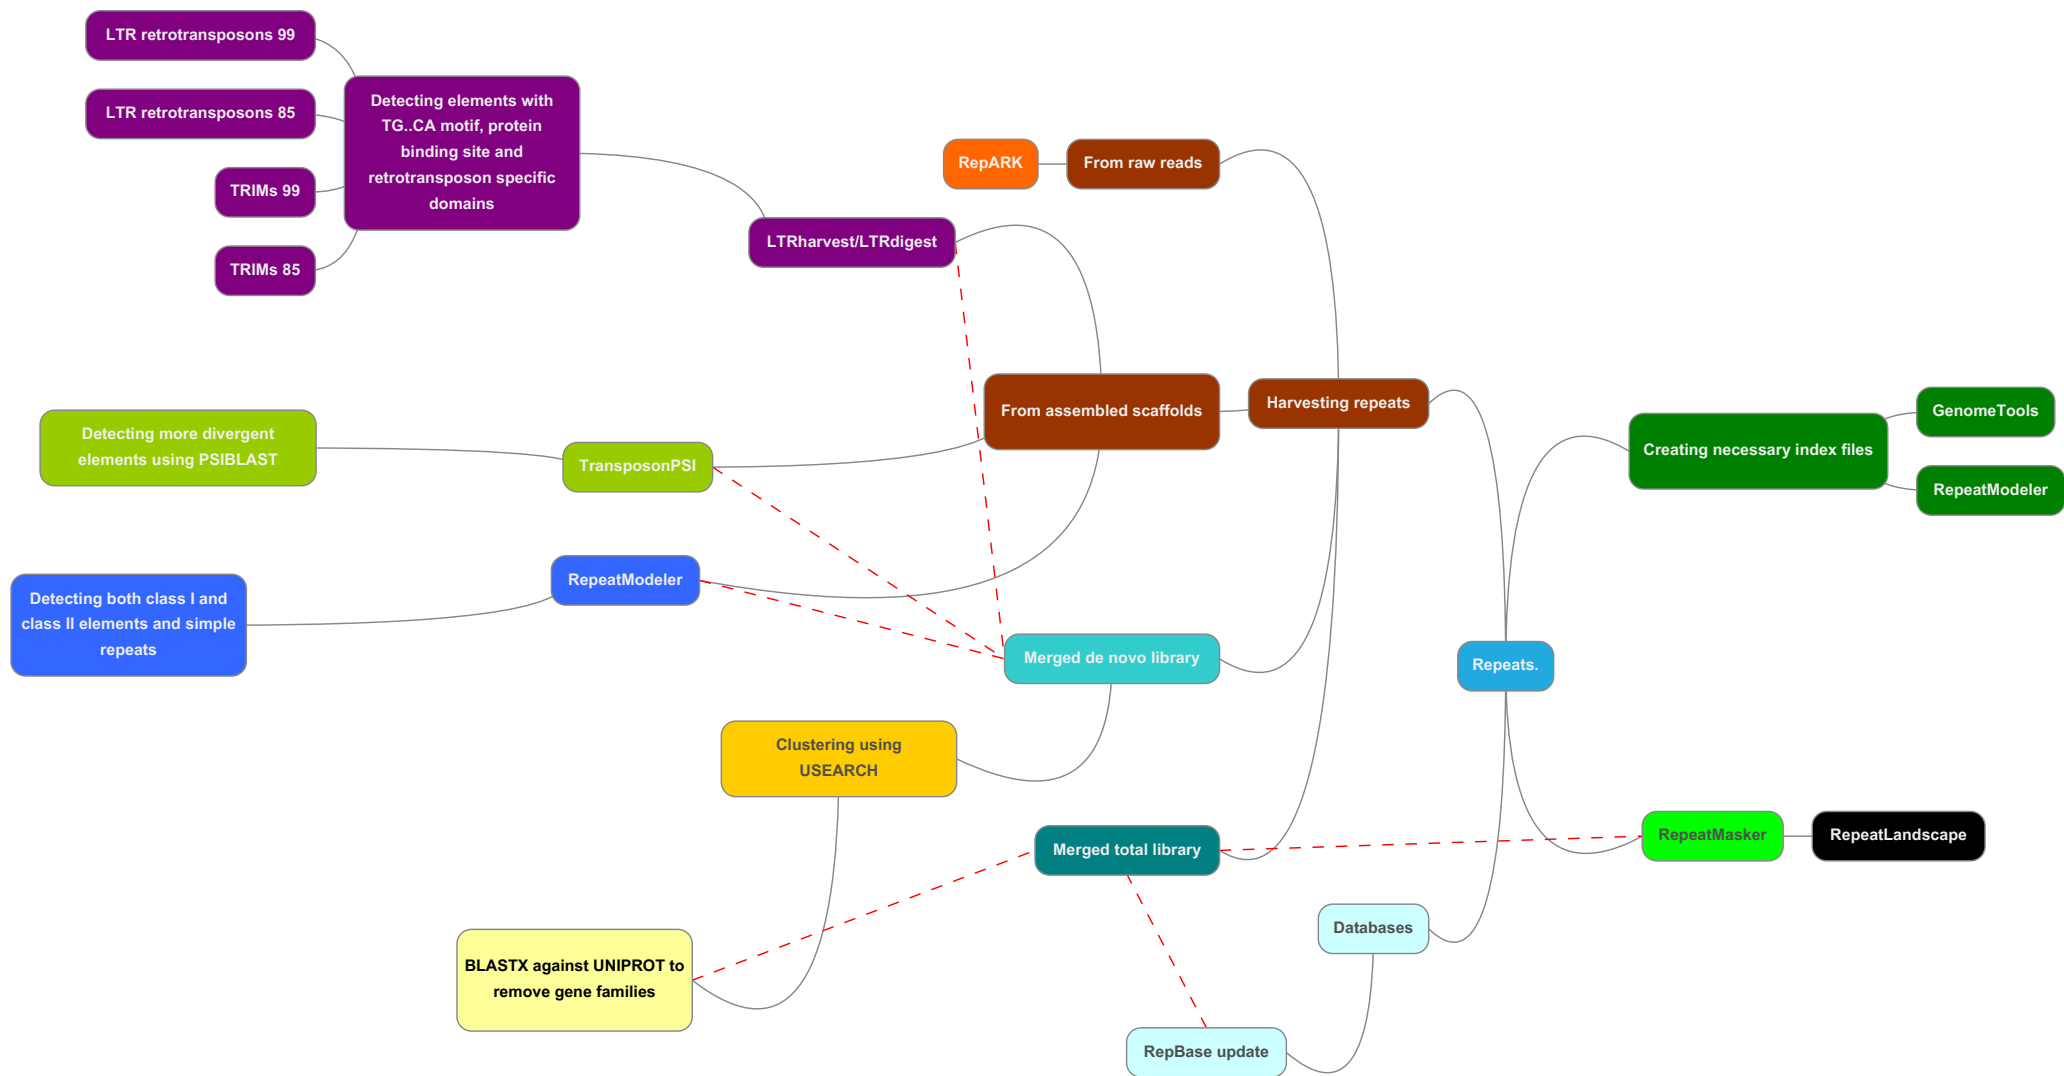 LTR retrotransposons 99
LTR retrotransposons 85
TRIMs 99
TRIMs 85
Detecting elements with
TG..CA motif, protein
binding site and
retrotransposon specific
domains
LTRharvest/LTRdigest
RepARK
From raw reads
From assembled scaffolds
Harvesting repeats
Detecting more divergent
elements using PSIBLAST
TransposonPSI
Detecting both class I and
class II elements and simple
repeats
RepeatModeler
Merged de novo library
Clustering using
USEARCH
Merged total library
BLASTX against UNIPROT to
remove gene families
Databases
RepBase update
Repeats.
Creating necessary index files
GenomeTools
RepeatModeler
RepeatMasker
RepeatLandscape